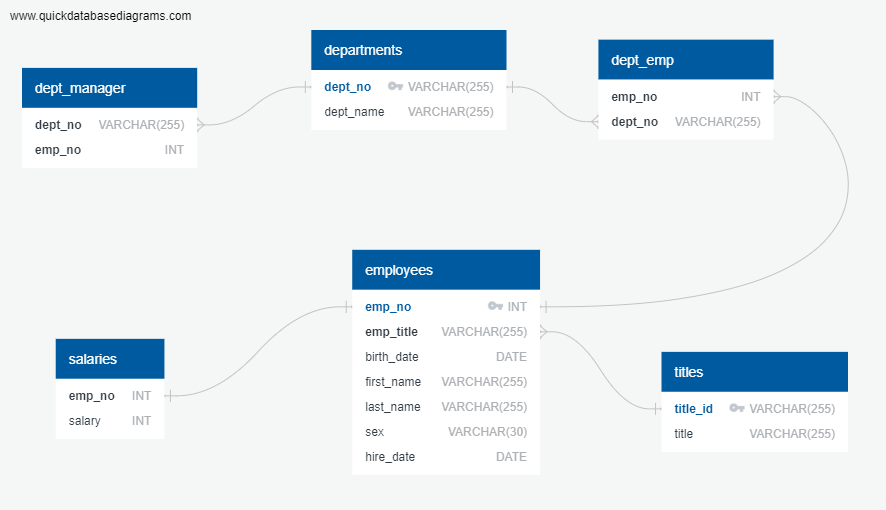 www.quickdatabasediagrams.com
departments
dept_no VARCHAR(255)
dept_name VARCHAR(255)
dept_emp
emp_no INT
dept_no VARCHAR(255)
dept_manager
dept_no VARCHAR(255)
emp_no INT
employees
emp_no INT
emp_title VARCHAR(255)
birth_date DATE
first_name VARCHAR(255)
last_name VARCHAR(255)
sex VARCHAR(30)
hire_date DATE
salaries
emp_no INT
salary INT
titles
title_id VARCHAR(255)
title VARCHAR(255)